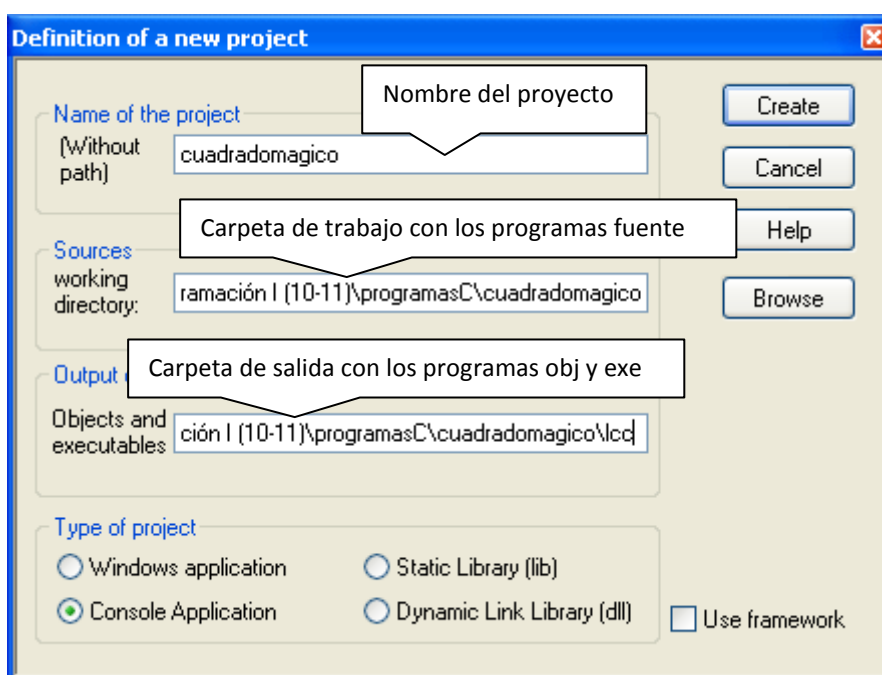 Definition of a new project
Nombre del proyecto
Name of the project
(Without path)
cuadradomagico
Create
Cancel
Help
Browse
Carpeta de trabajo con los programas fuente
Sources
working directory:
ramación I (10-11)\programasC\cuadradomagico
Carpeta de salida con los programas obj y exe
Output
Objects and executables
ción I (10-11)\programasC\cuadradomagico\lcc
Type of project
Windows application
Static Library (lib)
Console Application
Dynamic Link Library (dll)
Use framework